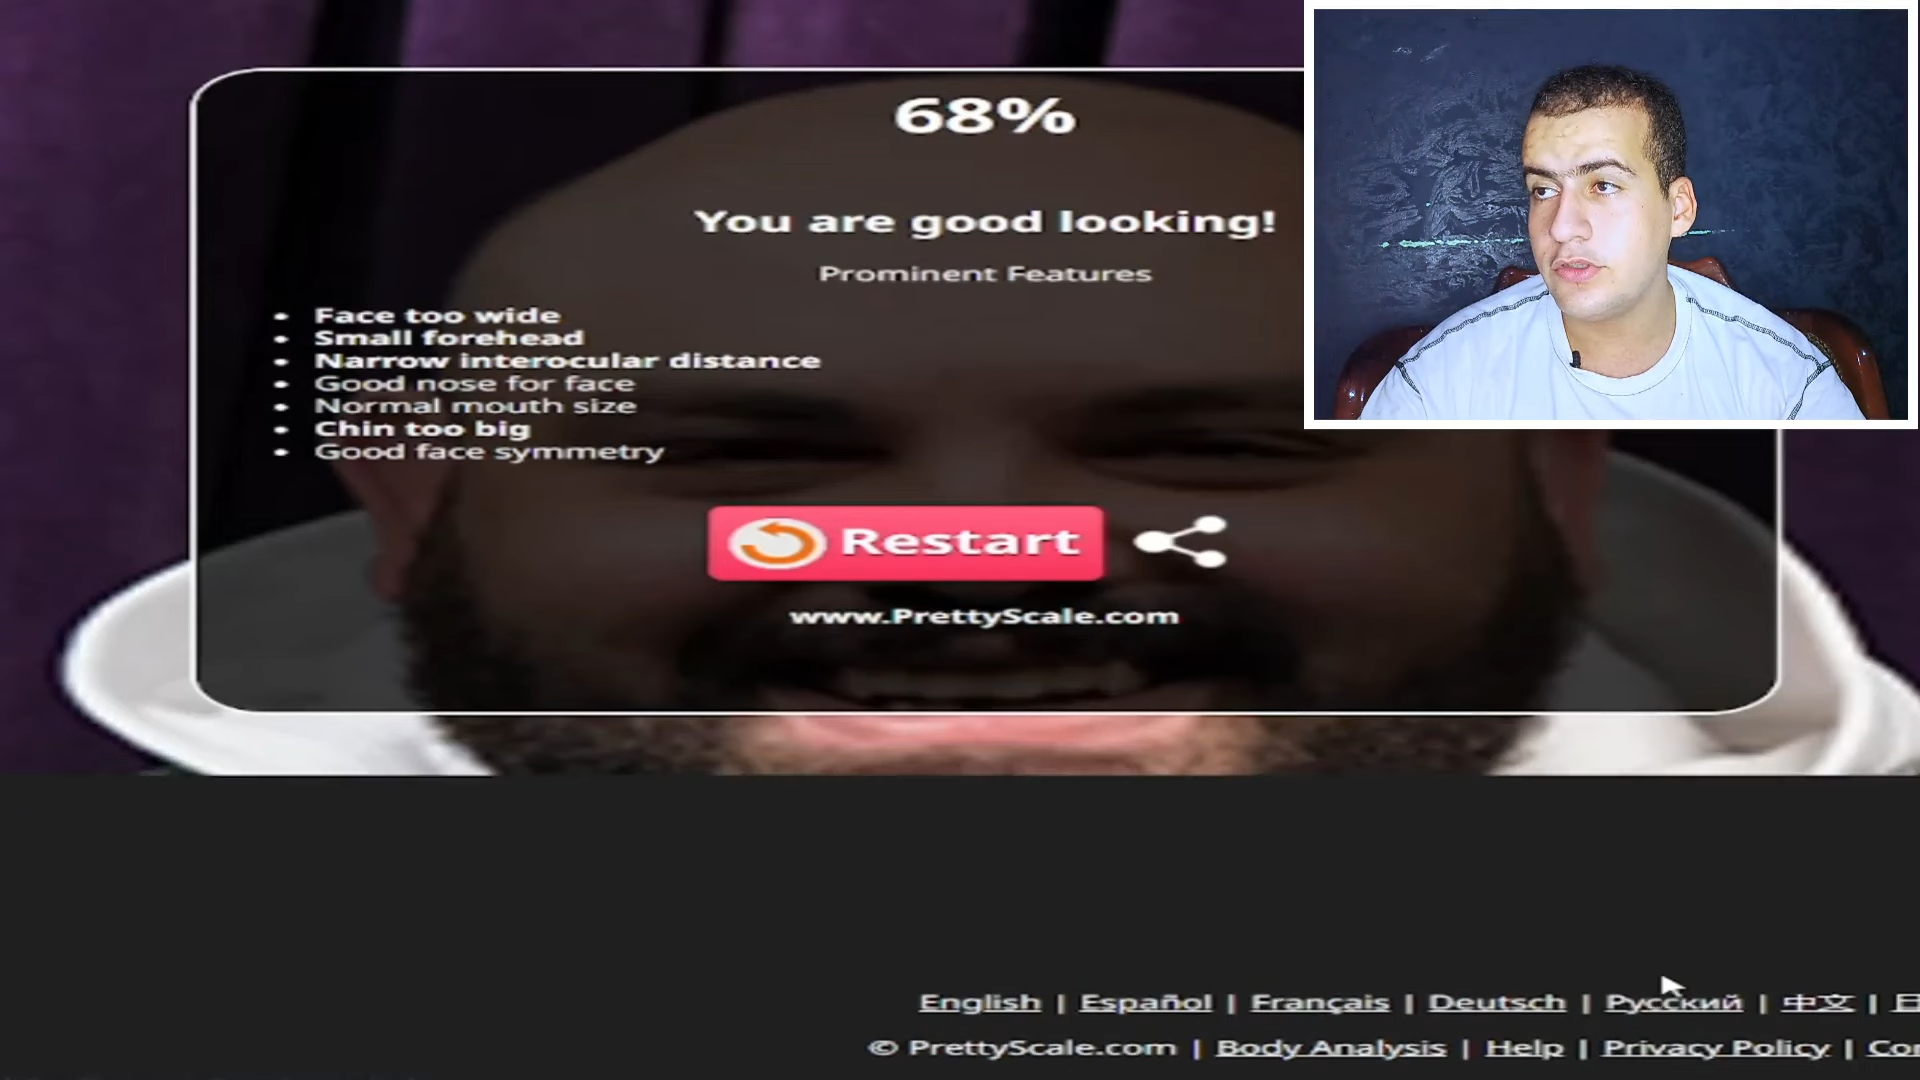 68%
You are good looking!
Prominent Features
• Face too wide
• Small forehead
• Narrow interocular distance
• Good nose for face
• Normal mouth size
• Chin too big
• Good face symmetry
Restart
www.PrettyScale.com
English | Español | Français | Deutsch | Русский | 中文 |
© PrettyScale.com | Body Analysis | Help | Privacy Policy |